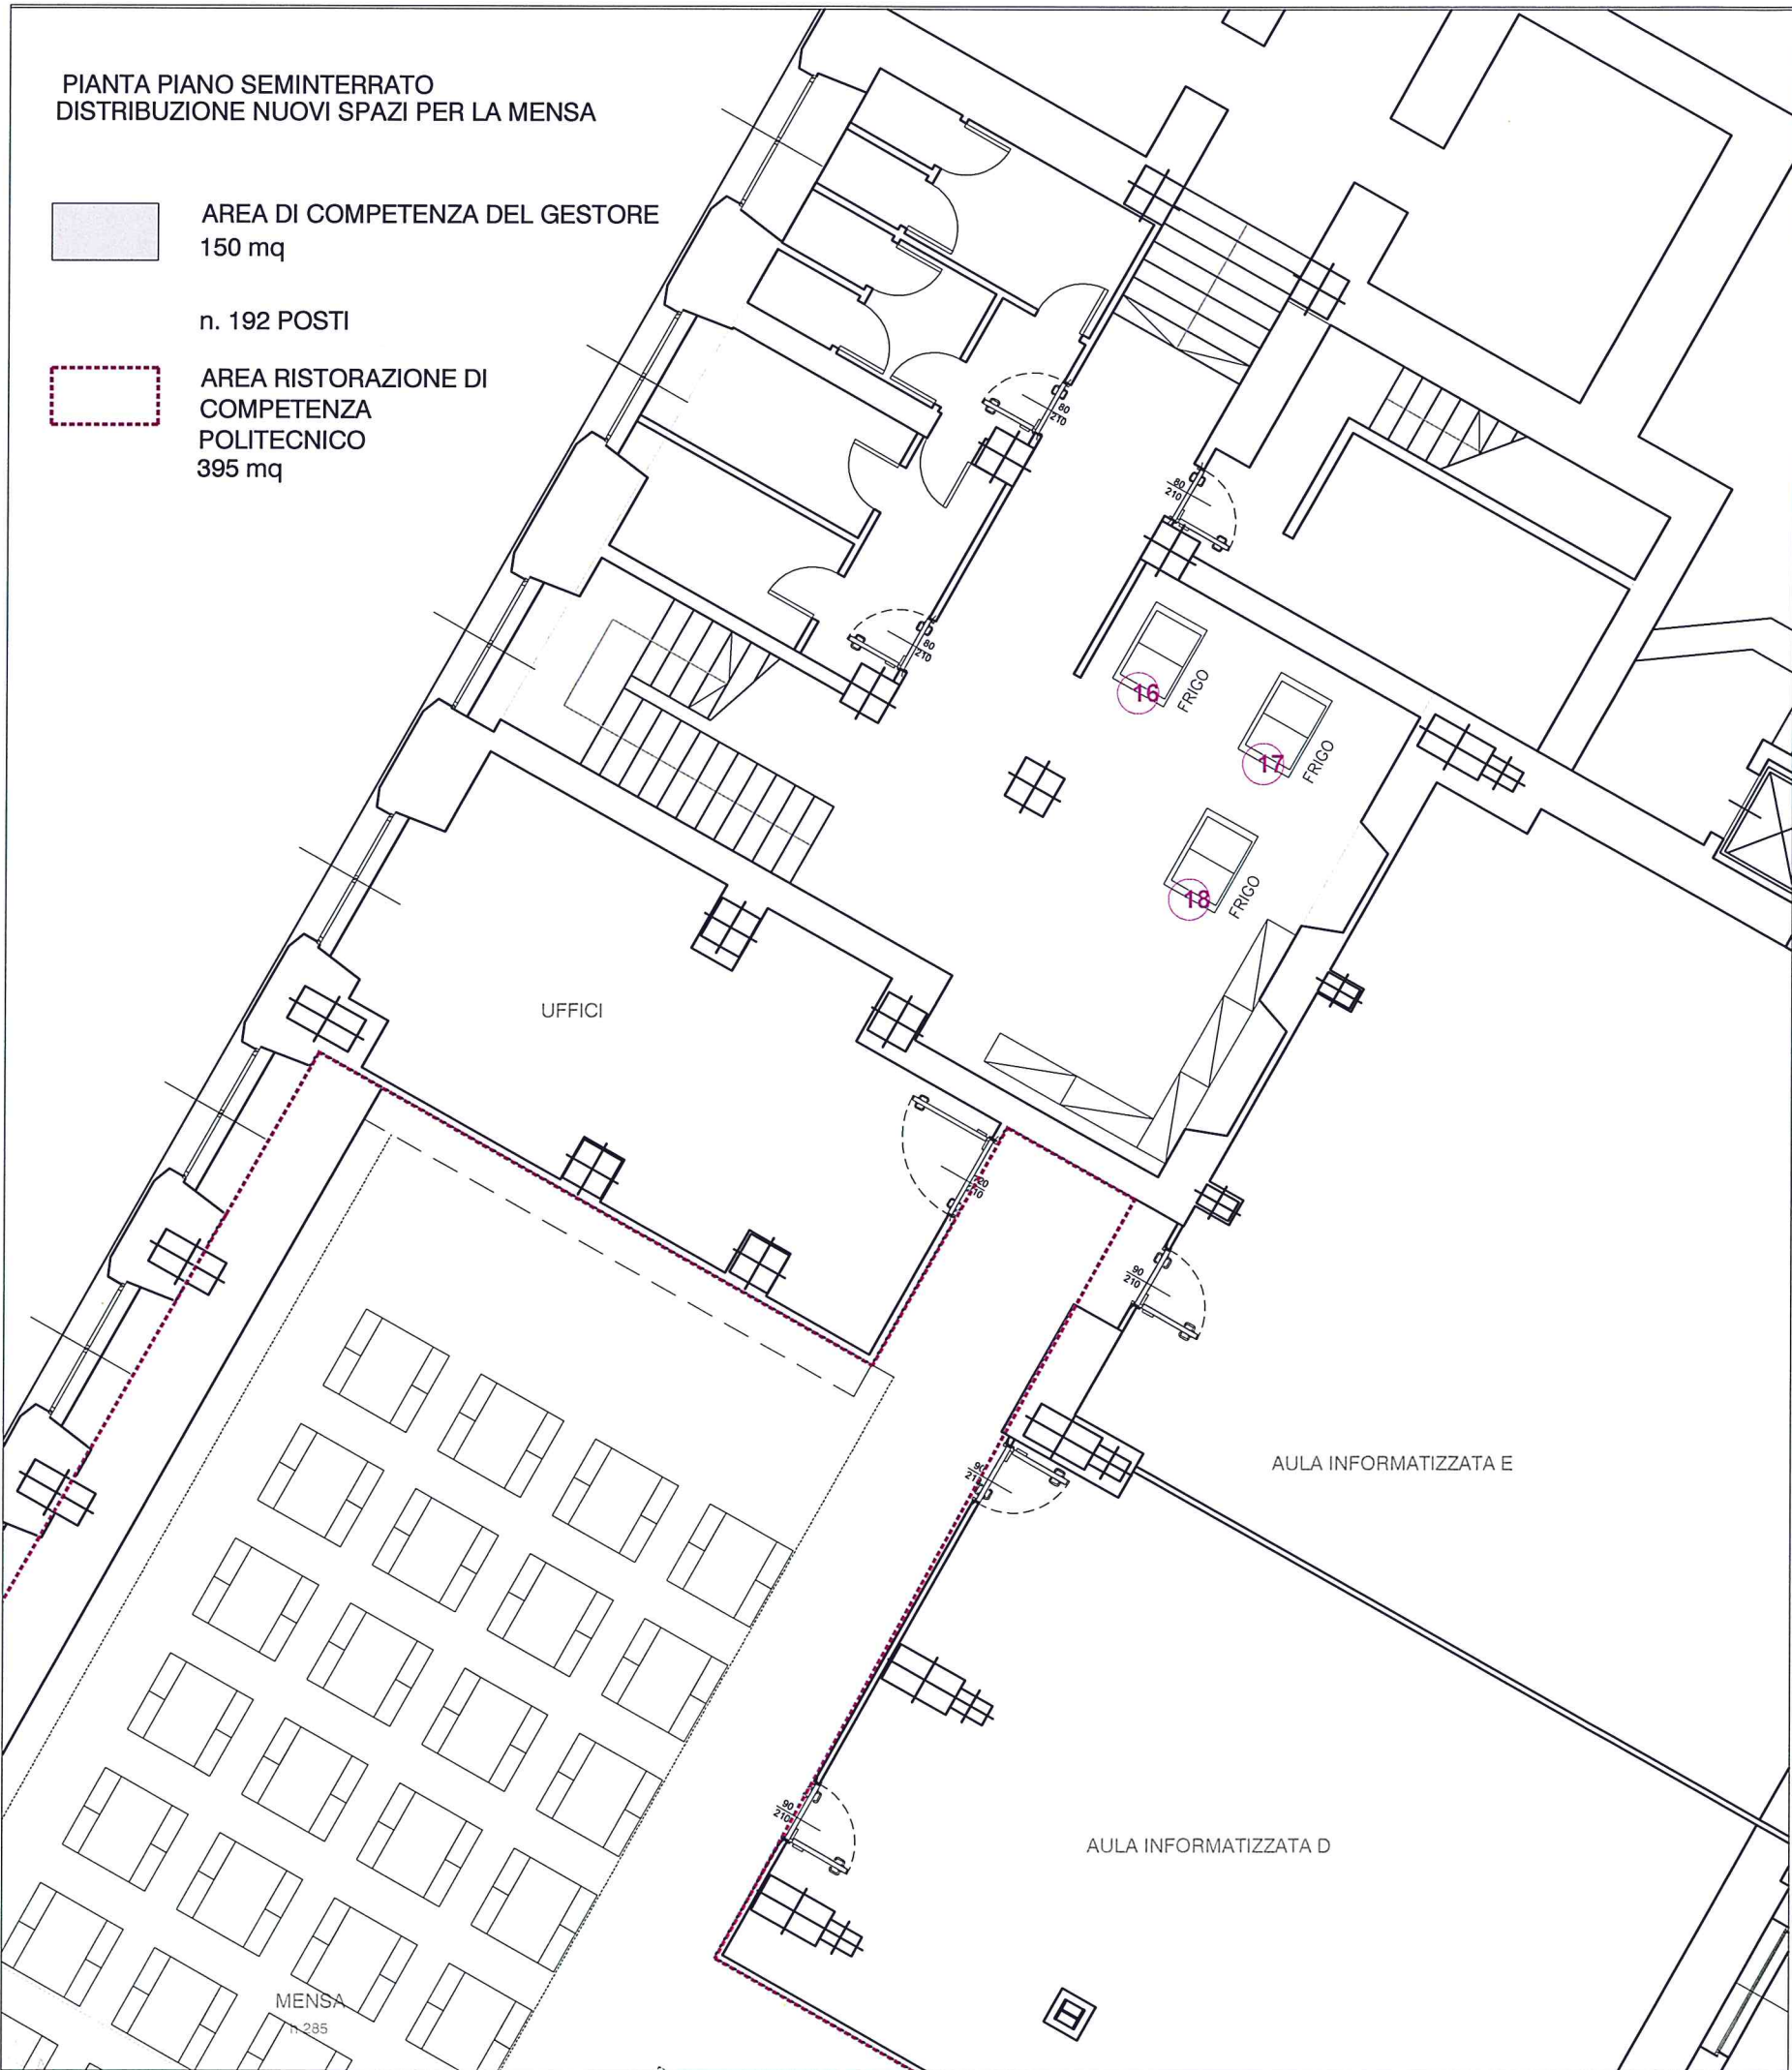 PIANTA PIANO SEMINTERRATO
DISTRIBUZIONE NUOVI SPAZI PER LA MENSA
AREA DI COMPETENZA DEL GESTORE
150 mq
n. 192 POSTI
AREA RISTORAZIONE DI
COMPETENZA
POLITECNICO
395 mq
80
210
80
210
80
210
16
FRIGO
17
FRIGO
18
FRIGO
UFFICI
90
210
90
AULA INFORMATIZZATA E
90
210
AULA INFORMATIZZATA D
MENSA
h 285